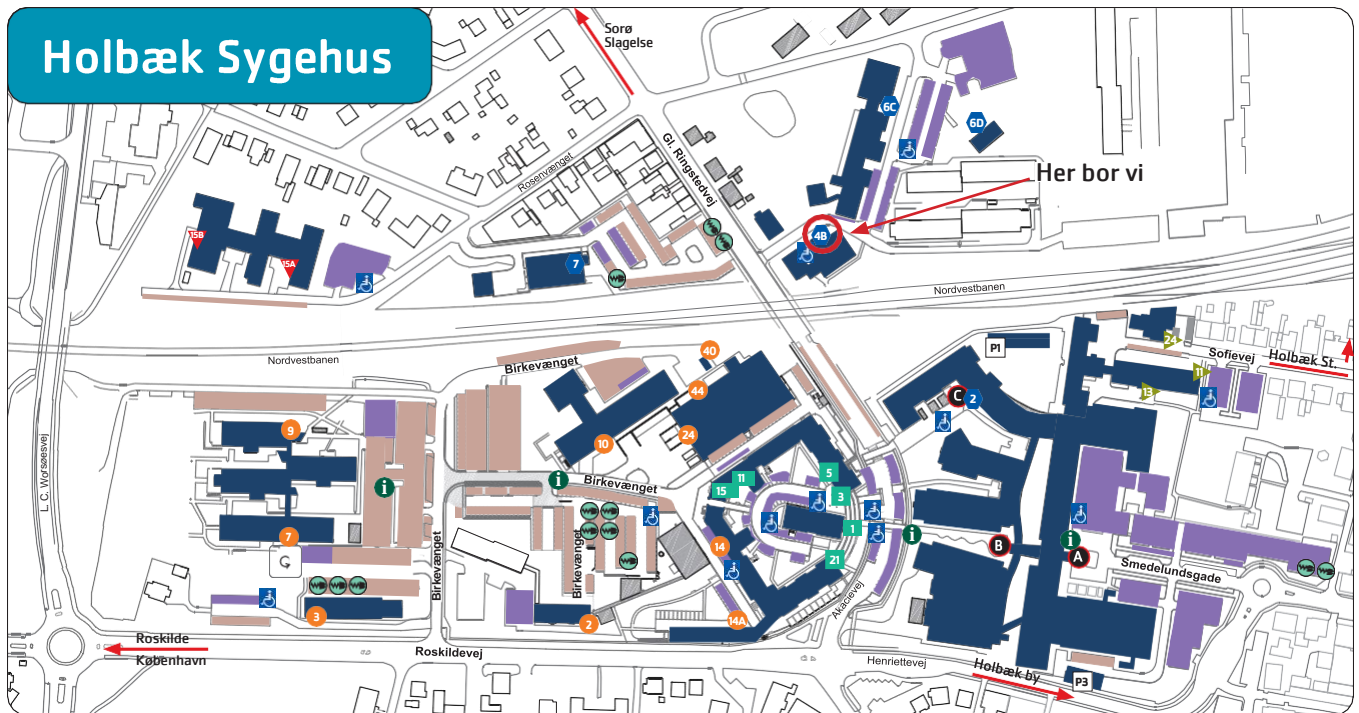 Holbæk Sygehus
Sorø
Slagelse
6C
6D
Gl. Ringstedvej
Rosenvænget
Her bor vi
4B
15B
15A
7
Nordvestbanen
Nordvestbanen
Birkevænget
40
44
24
10
P1
C
2
24
Sofievej
Holbæk St.
11
13
9
L. C. Worsøesvej
i
i
Birkevænget
11
15
5
3
1
21
14
14A
7
Birkevænget
Birkevænget
3
2
i
B
i
A
Smedelundsgade
Akacievej
Roskilde
København
Roskildevej
Henriettevej
Holbæk by
P3